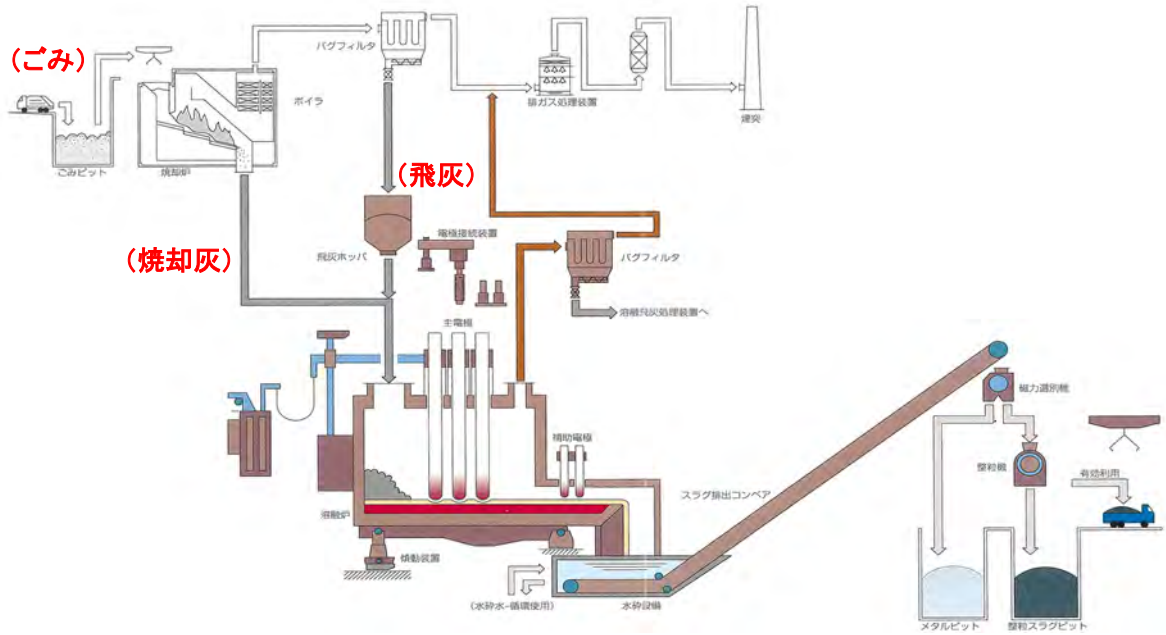 (ごみ)
バグフィルタ
ボイラ
排ガス処理装置
煙突
ごみピット
焼却炉
(飛灰)
電極接続装置
飛灰ホッパ
バグフィルタ
(焼却灰)
溶融飛灰処理装置へ
主電極
磁力選別機
補助電極
整粒機
有効利用
スラグ排出コンベア
溶融炉
傾動装置
(水砕水-循環使用)
水砕設備
メタルピット
整粒スラグピット